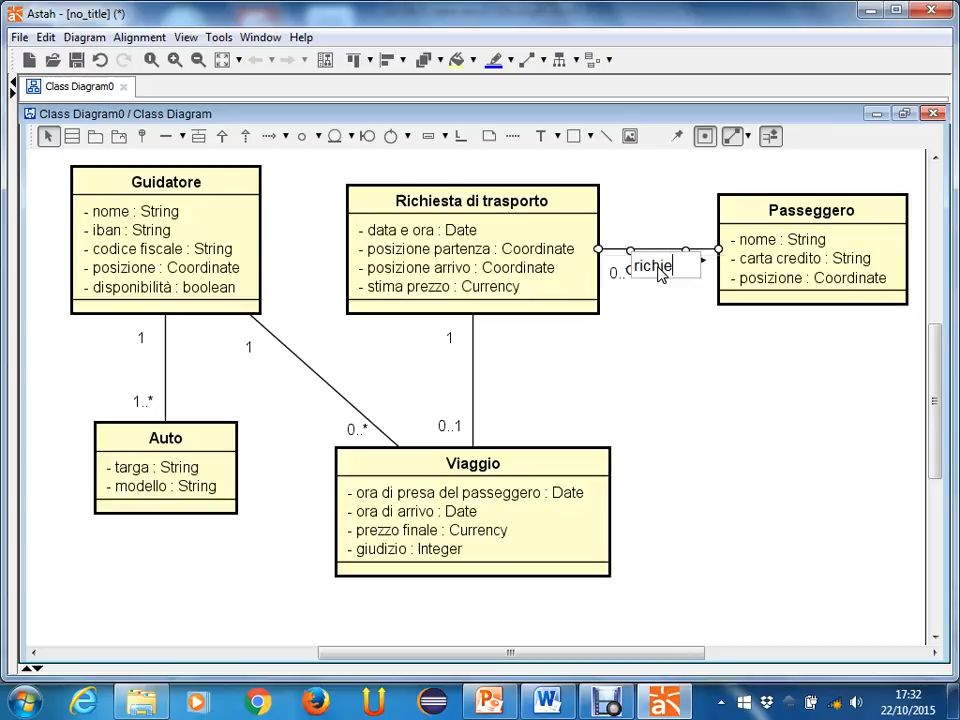 Astah - [no_title] (*)
File Edit Diagram Alignment View Tools Window Help
Class Diagram0
Class Diagram0 / Class Diagram
Guidatore
- nome : String
- iban : String
- codice fiscale : String
- posizione : Coordinate
- disponibilità : boolean
Richiesta di trasporto
- data e ora : Date
- posizione partenza : Coordinate
- posizione arrivo : Coordinate
- stima prezzo : Currency
richie
0..
Passeggero
- nome : String
- carta credito : String
- posizione : Coordinate
1
1
1
1..*
0..*
0..1
Auto
- targa : String
- modello : String
Viaggio
- ora di presa del passeggero : Date
- ora di arrivo : Date
- prezzo finale : Currency
- giudizio : Integer
17:32
22/10/2015